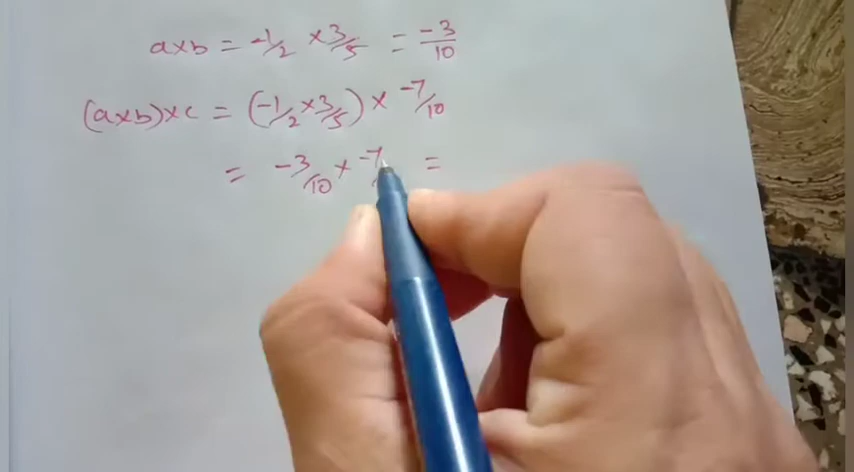 a×b = -1/2 × 3/5 = -3/10
(a×b)×c = (-1/2 × 3/5) × -7/10
= -3/10 × -7/ =